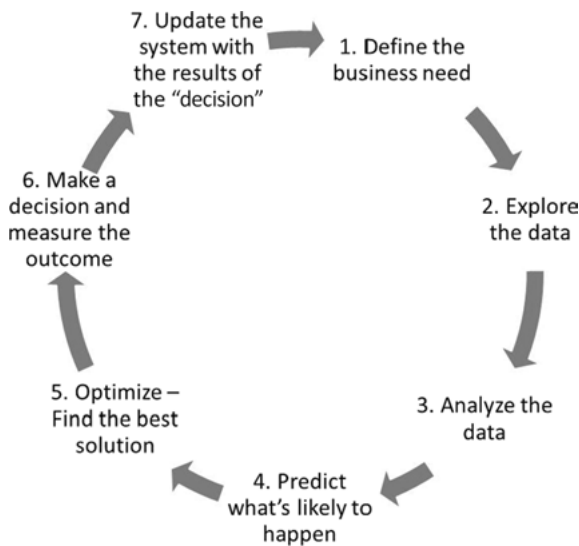 1. Define the
business need
2. Explore
the data
3. Analyze the
data
4. Predict
what's likely to
happen
5. Optimize –
Find the best
solution
6. Make a
decision and
measure the
outcome
7. Update the
system with
the results of
the “decision”